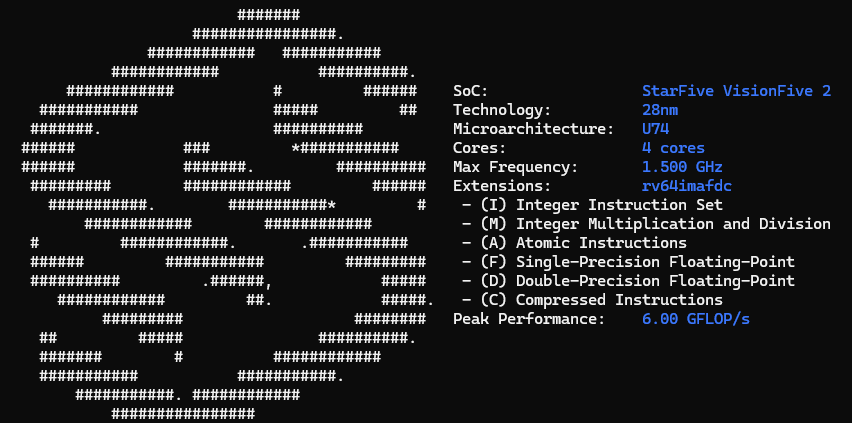 SoC: StarFive VisionFive 2
Technology: 28nm
Microarchitecture: U74
Cores: 4 cores
Max Frequency: 1.500 GHz
Extensions: rv64imafdc
- (I) Integer Instruction Set
- (M) Integer Multiplication and Division
- (A) Atomic Instructions
- (F) Single-Precision Floating-Point
- (D) Double-Precision Floating-Point
- (C) Compressed Instructions
Peak Performance: 6.00 GFLOP/s